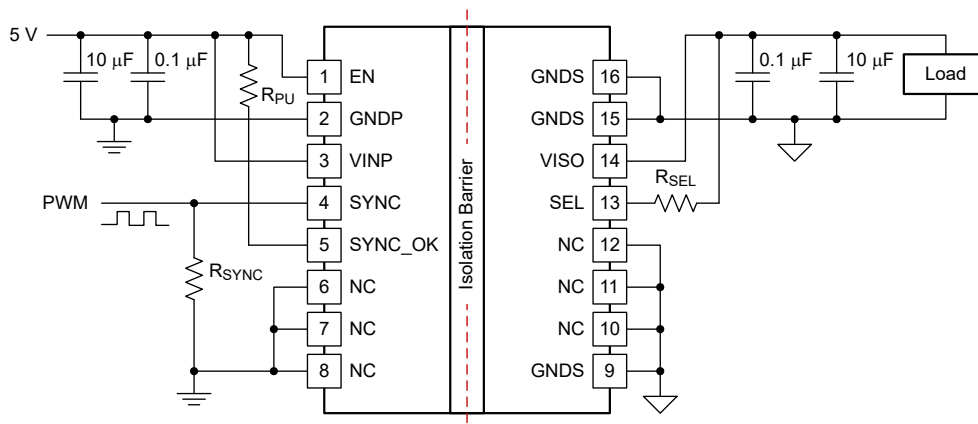 5 V
10 μF
0.1 μF
R_PU
PWM
R_SYNC
1 EN
2 GNDP
3 VINP
4 SYNC
5 SYNC_OK
6 NC
7 NC
8 NC
Isolation Barrier
GNDS 16
GNDS 15
VISO 14
SEL 13
NC 12
NC 11
NC 10
GNDS 9
R_SEL
0.1 μF
10 μF
Load